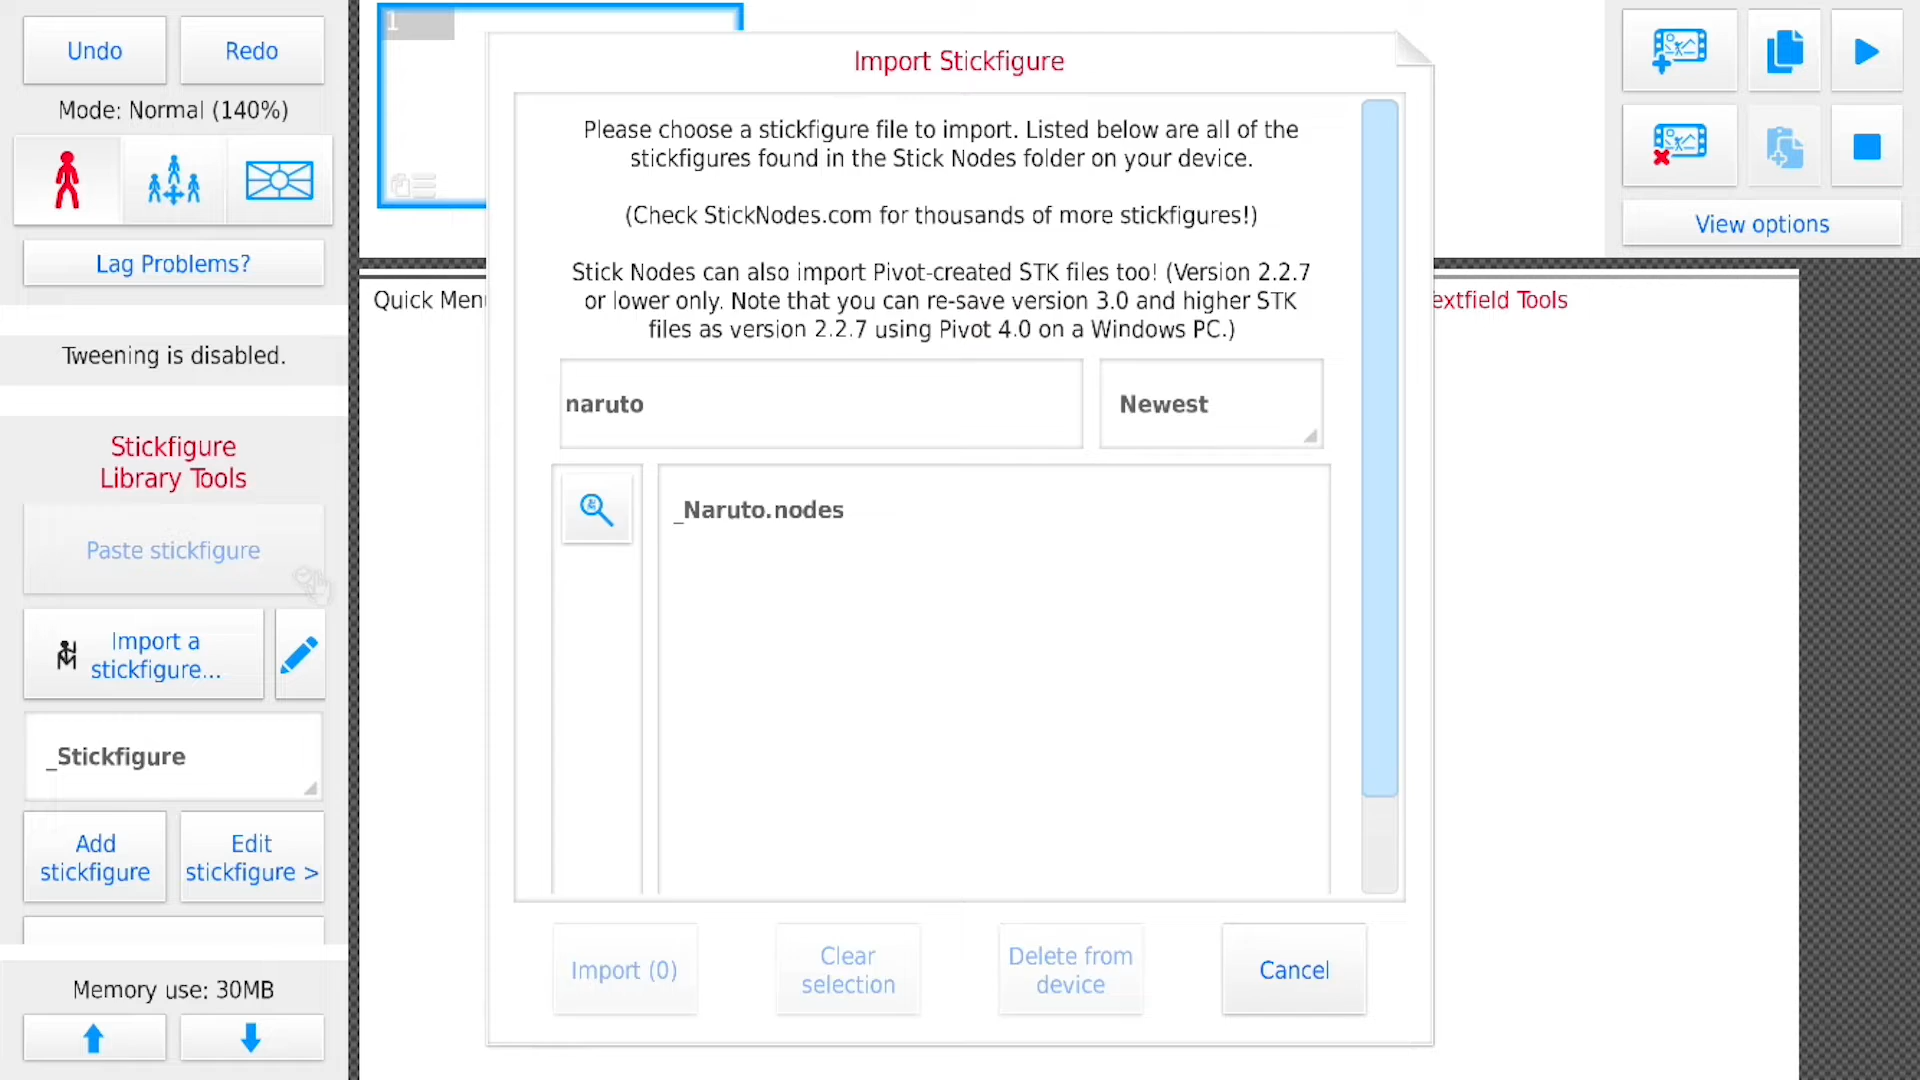 Undo
Redo
Mode: Normal (140%)
Lag Problems?
Tweening is disabled.
Stickfigure
Library Tools
Paste stickfigure
Import a
stickfigure...
_Stickfigure
Add
stickfigure
Edit
stickfigure >
Memory use: 30MB
1
Quick Menu
Import Stickfigure
Please choose a stickfigure file to import. Listed below are all of the
stickfigures found in the Stick Nodes folder on your device.
(Check StickNodes.com for thousands of more stickfigures!)
Stick Nodes can also import Pivot-created STK files too! (Version 2.2.7
or lower only. Note that you can re-save version 3.0 and higher STK
files as version 2.2.7 using Pivot 4.0 on a Windows PC.)
naruto
Newest
_Naruto.nodes
Import (0)
Clear
selection
Delete from
device
Cancel
View options
extfield Tools